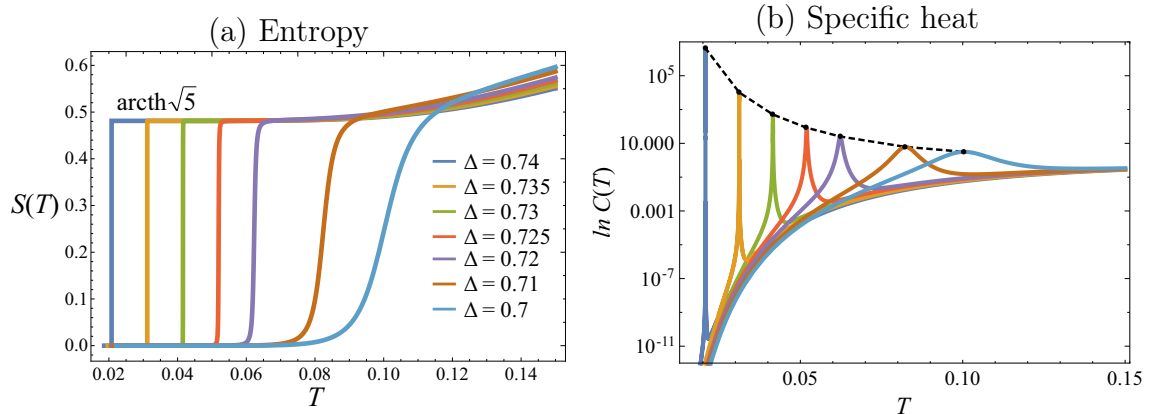 (a) Entropy
0.6
0.5
0.4
0.3
0.2
0.1
0.0
S(T)
arcth√5
Δ = 0.74
Δ = 0.735
Δ = 0.73
Δ = 0.725
Δ = 0.72
Δ = 0.71
Δ = 0.7
0.02 0.04 0.06 0.08 0.10 0.12 0.14
T
(b) Specific heat
10⁵
10.000
0.001
10⁻⁷
10⁻¹¹
ln C(T)
0.05 0.10 0.15
T